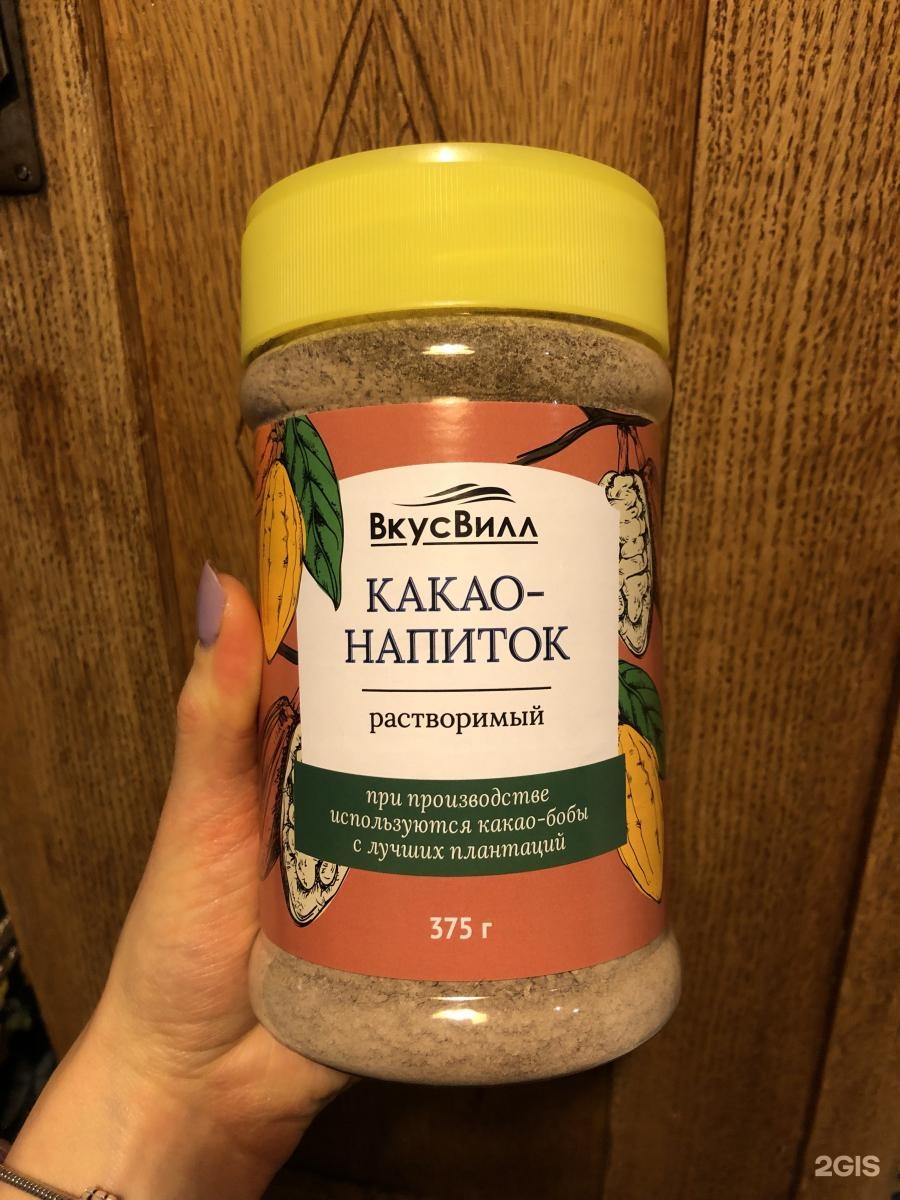 ВкусВилл
КАКАО-
НАПИТОК
растворимый
при производстве
используются какао-бобы
с лучших плантаций
375 г
2GIS